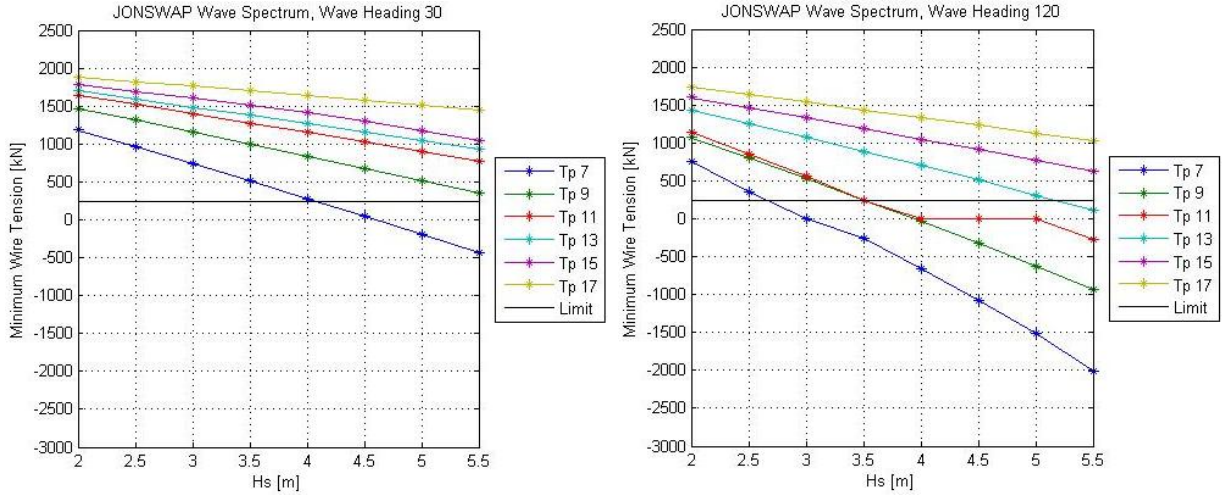 JONSWAP Wave Spectrum, Wave Heading 30
2500
2000
1500
1000
500
0
-500
-1000
-1500
-2000
-2500
-3000
Minimum Wire Tension [kN]
2 2.5 3 3.5 4 4.5 5 5.5
Hs [m]
Tp 7
Tp 9
Tp 11
Tp 13
Tp 15
Tp 17
Limit
JONSWAP Wave Spectrum, Wave Heading 120
2500
2000
1500
1000
500
0
-500
-1000
-1500
-2000
-2500
-3000
Minimum Wire Tension [kN]
2 2.5 3 3.5 4 4.5 5 5.5
Hs [m]
Tp 7
Tp 9
Tp 11
Tp 13
Tp 15
Tp 17
Limit